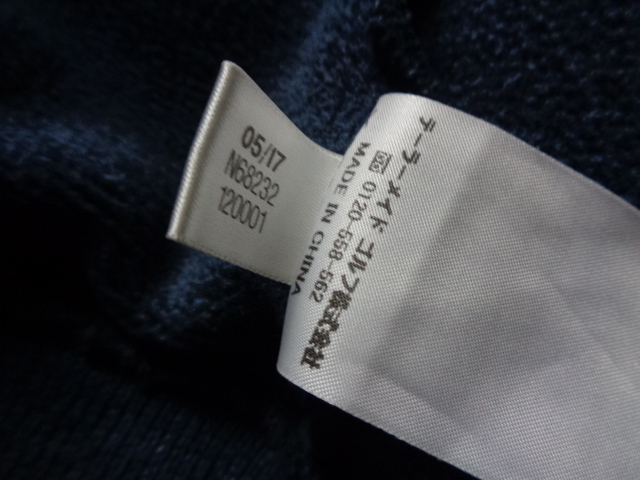 05/17
N68232
120001
テーラーメイド ゴルフ株式会社
0120-558-562
MADE IN CHINA